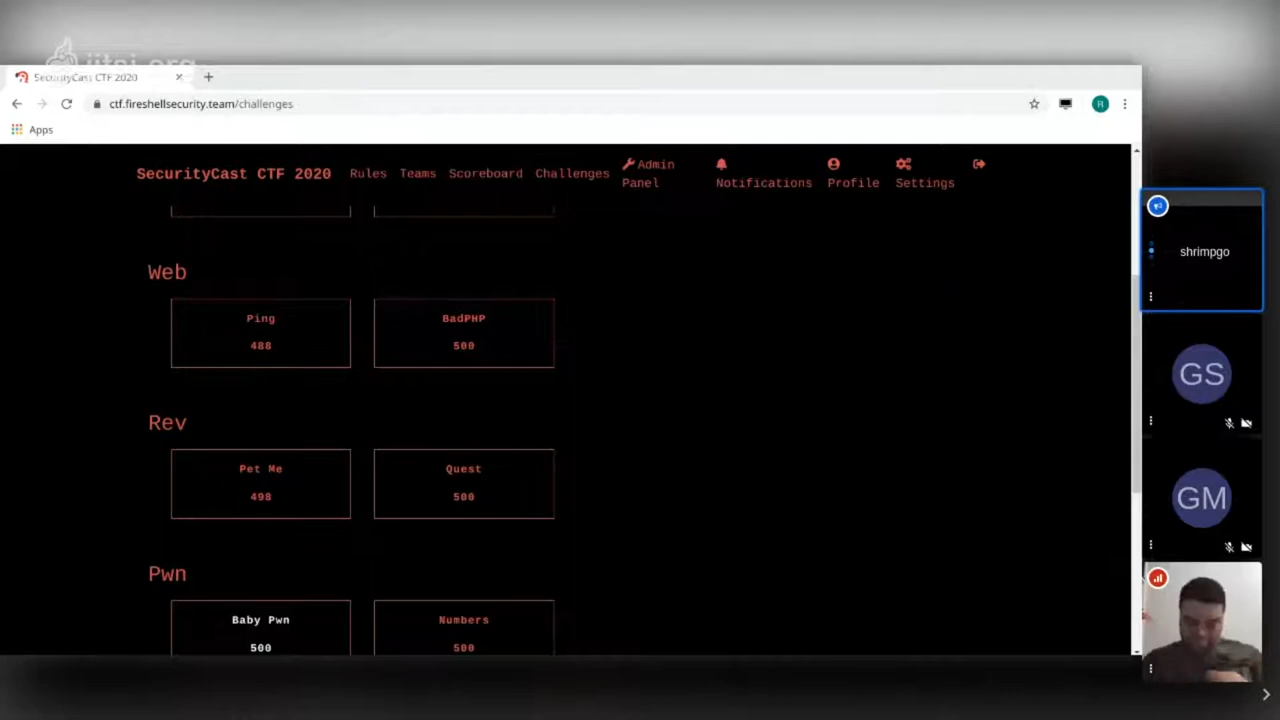 jitsi.org
SecurityCast CTF 2020
ctf.fireshellsecurity.team/challenges
R
Apps
SecurityCast CTF 2020 Rules Teams Scoreboard Challenges Admin Panel Notifications Profile Settings
Web
Ping BadPHP
488 500
Rev
Pet Me Quest
498 500
Pwn
Baby Pwn Numbers
500 500
shrimpgo
GS
GM